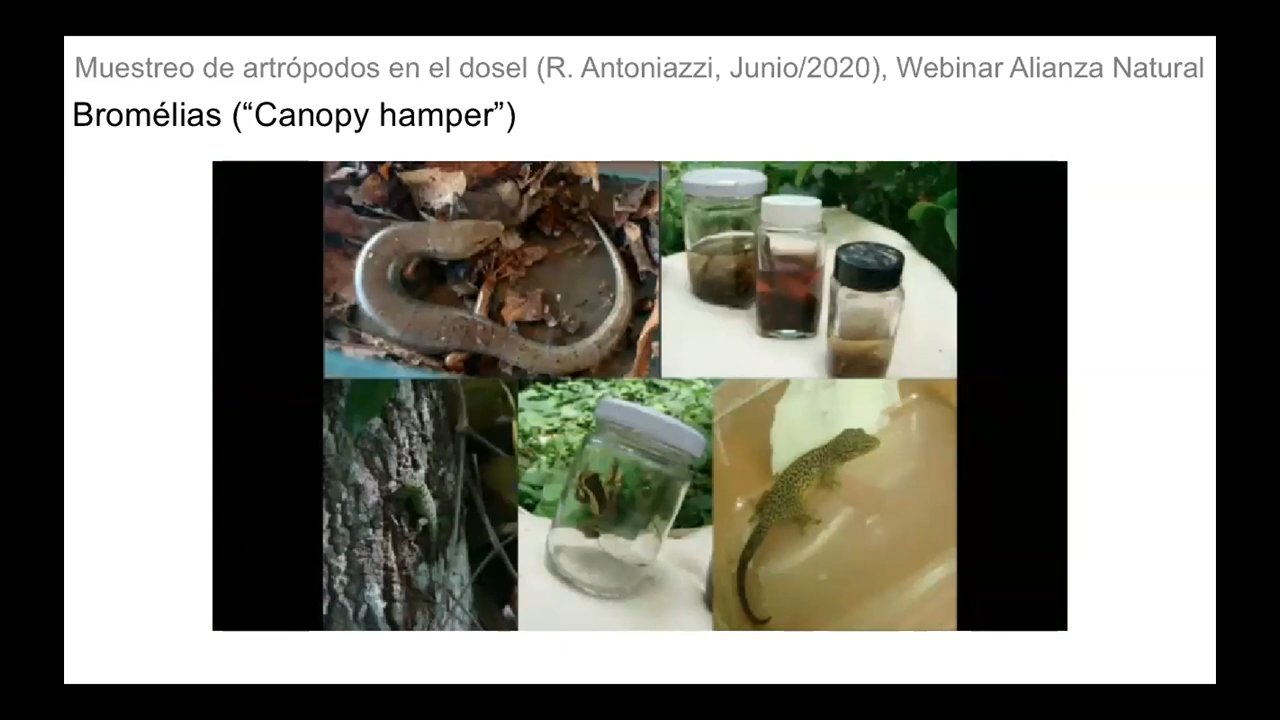 Muestreo de artrópodos en el dosel (R. Antoniazzi, Junio/2020), Webinar Alianza Natural
Bromélias (“Canopy hamper”)